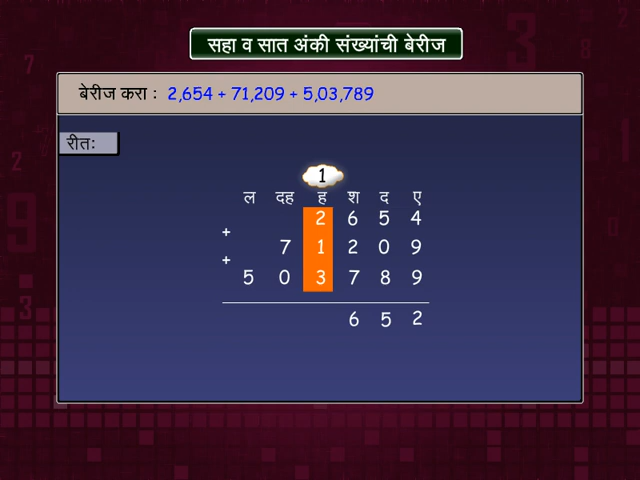 सहा व सात अंकी संख्यांची बेरीज
बेरीज करा : 2,654 + 71,209 + 5,03,789
रीतः
1
ल दह ह श द ए
2 6 5 4
+
7 1 2 0 9
+
5 0 3 7 8 9
6 5 2